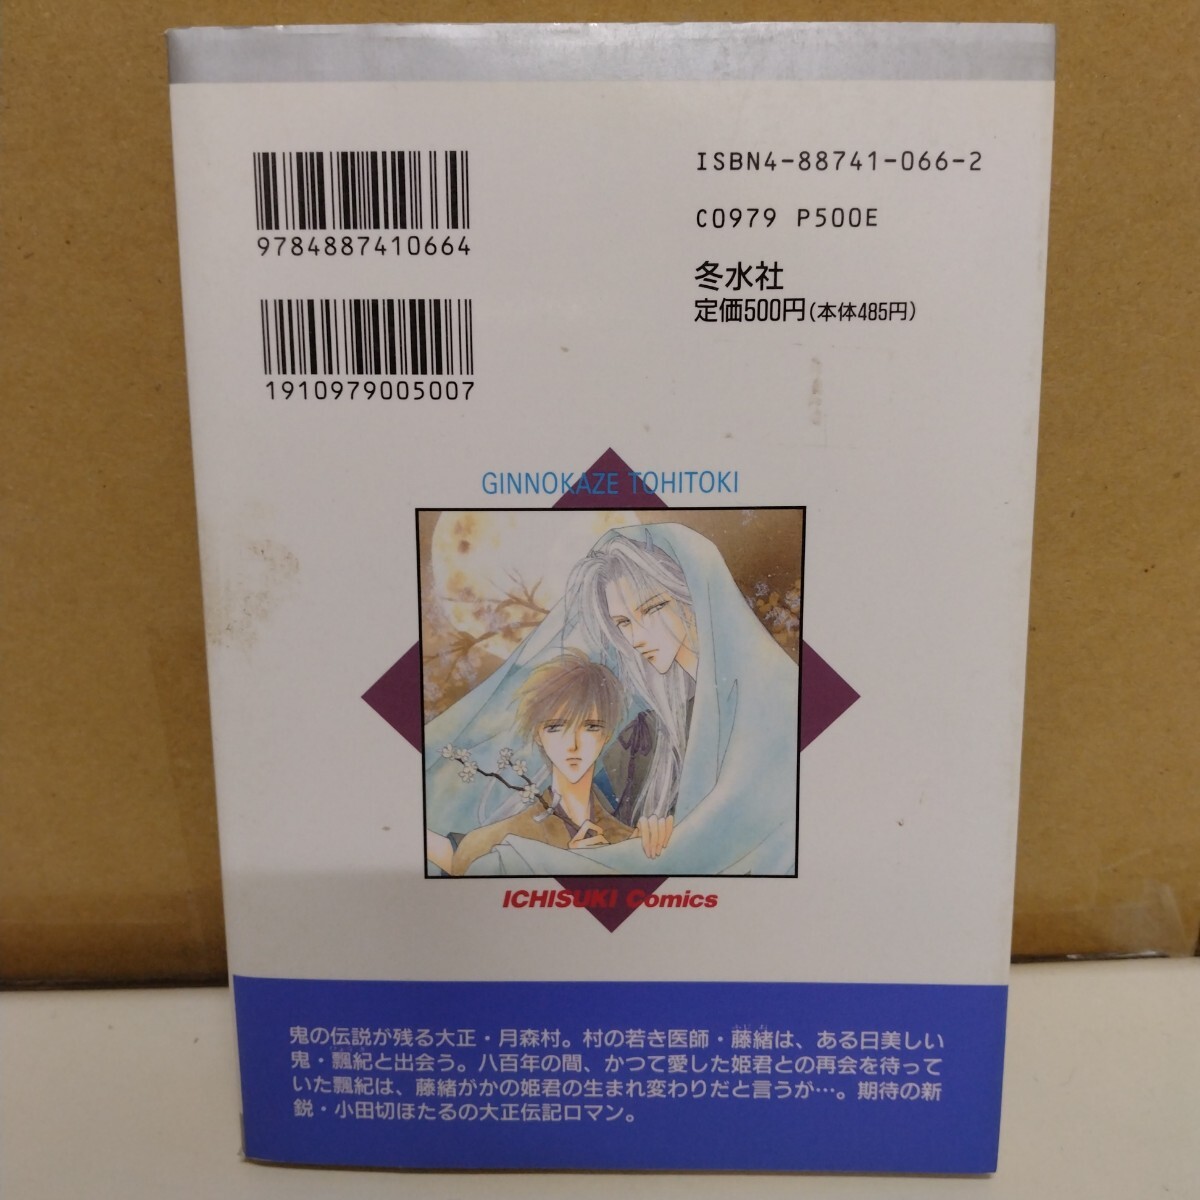 ISBN4-88741-066-2
9784887410664
C0979 P500E
冬水社
定価500円(本体485円)
1910979005007
GINNOKAZE TOHITOKI
ICHISUKI Comics
鬼の伝説が残る大正・月森村。村の若き医師・藤緒は、ある日美しい
鬼・飄紀と出会う。八百年の間、かつて愛した姫君との再会を待って
いた飄紀は、藤緒がかの姫君の生まれ変わりだと言うが…。期待の新
鋭・小田切ほたるの大正伝記ロマン。